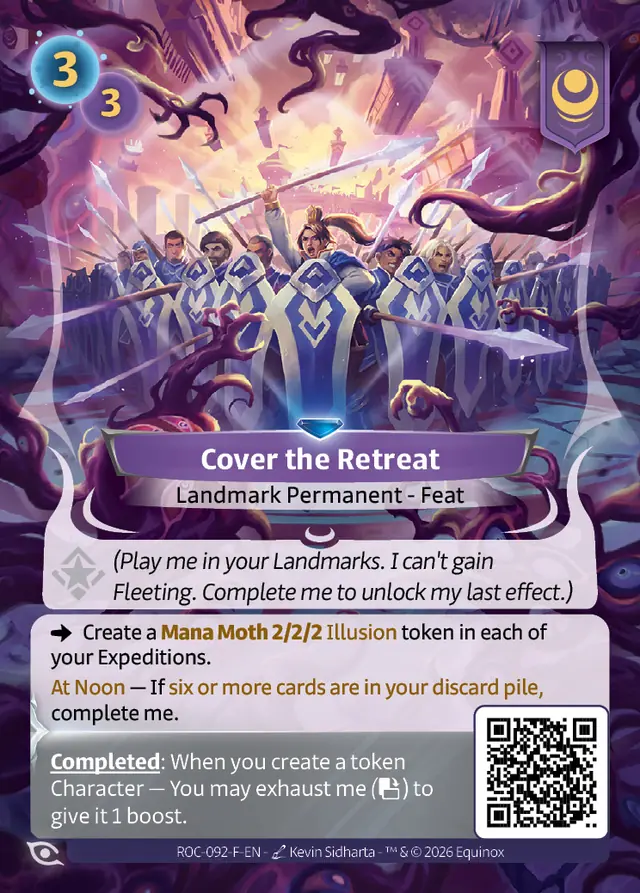 3
3
Cover the Retreat
Landmark Permanent - Feat
(Play me in your Landmarks. I can't gain
Fleeting. Complete me to unlock my last effect.)
Create a Mana Moth 2/2/2 Illusion token in each of
your Expeditions.
At Noon — If six or more cards are in your discard pile,
complete me.
Completed: When you create a token
Character — You may exhaust me () to
give it 1 boost.
ROC-092-F-EN - Kevin Sidharta - ™ & © 2026 Equinox